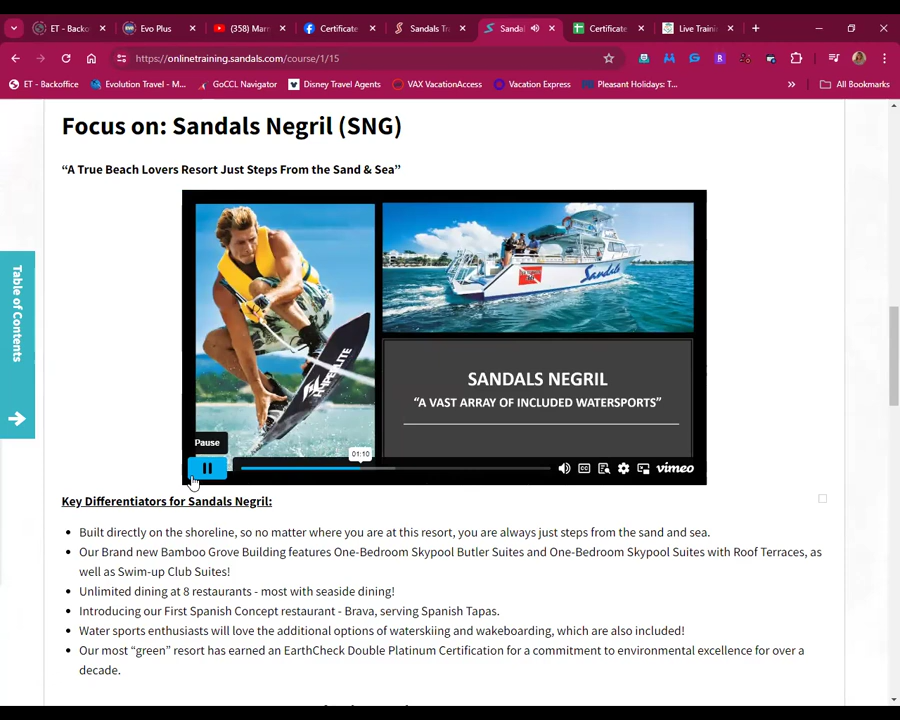 ET - Backo
Evo Plus
(358) Mar
Certificate
Sandals Tr
Sandal
Certificate
Live Traini
https://onlinetraining.sandals.com/course/1/15
ET - Backoffice
Evolution Travel - M...
GoCCL Navigator
Disney Travel Agents
VAX VacationAccess
Vacation Express
Pleasant Holidays: T...
»
All Bookmarks
Focus on: Sandals Negril (SNG)
“A True Beach Lovers Resort Just Steps From the Sand & Sea”
Table of Contents
Sandals
HYPERLITE
SANDALS NEGRIL
“A VAST ARRAY OF INCLUDED WATERSPORTS”
Pause
01:10
CC
vimeo
Key Differentiators for Sandals Negril:
• Built directly on the shoreline, so no matter where you are at this resort, you are always just steps from the sand and sea.
• Our Brand new Bamboo Grove Building features One-Bedroom Skypool Butler Suites and One-Bedroom Skypool Suites with Roof Terraces, as
well as Swim-up Club Suites!
• Unlimited dining at 8 restaurants - most with seaside dining!
• Introducing our First Spanish Concept restaurant - Brava, serving Spanish Tapas.
• Water sports enthusiasts will love the additional options of waterskiing and wakeboarding, which are also included!
• Our most “green” resort has earned an EarthCheck Double Platinum Certification for a commitment to environmental excellence for over a
decade.